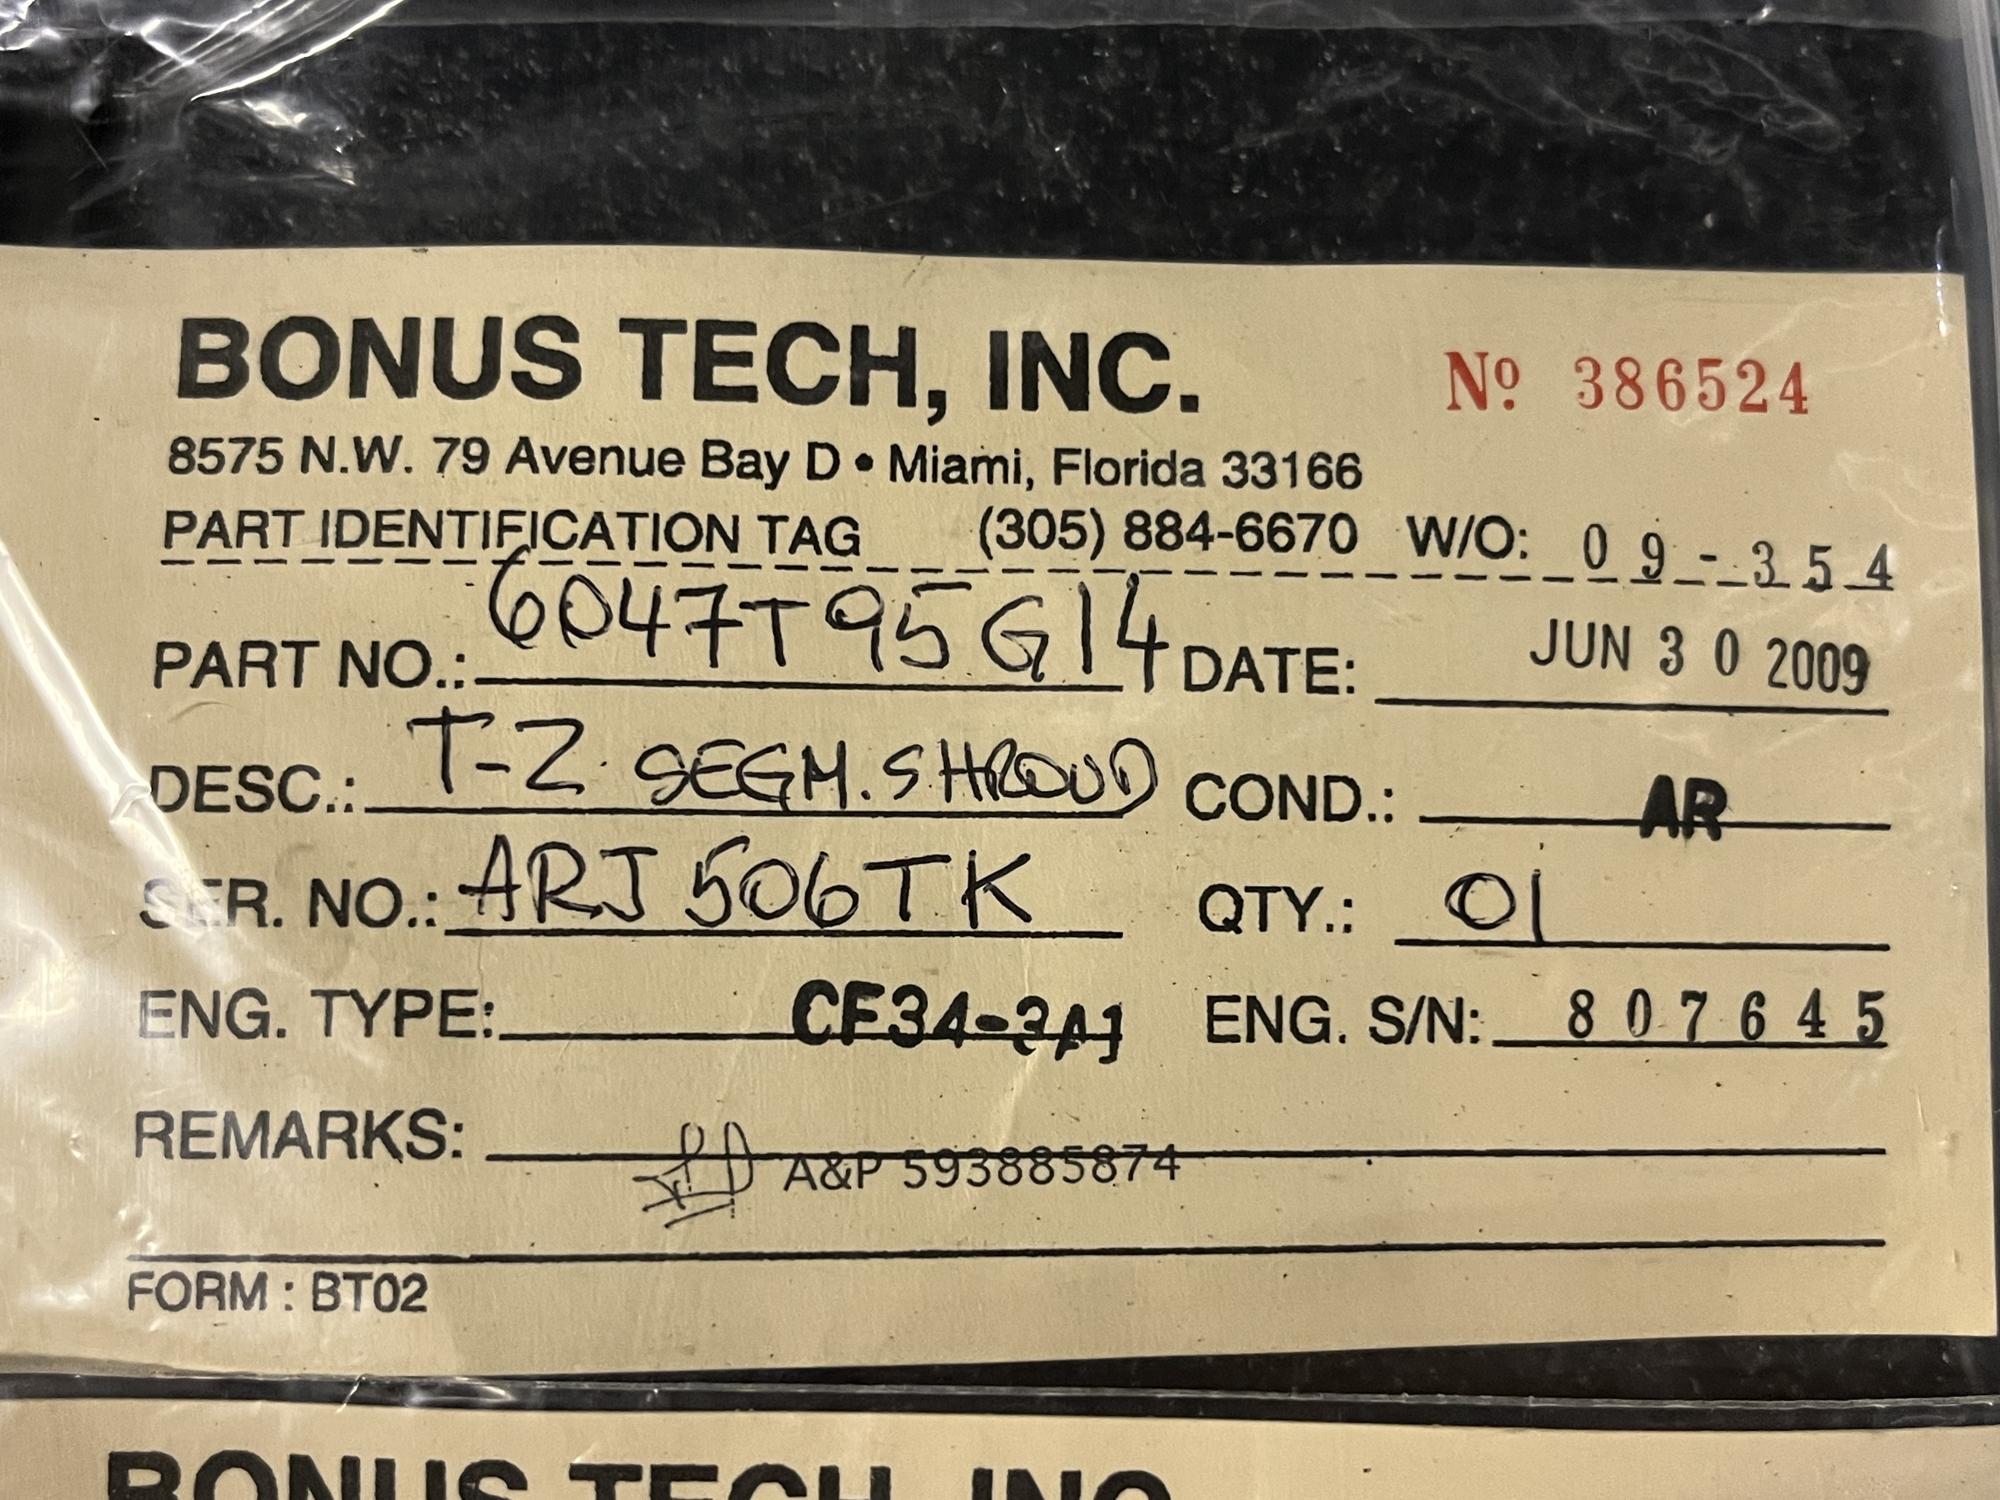 BONUS TECH, INC. Nº 386524
8575 N.W. 79 Avenue Bay D • Miami, Florida 33166
PART IDENTIFICATION TAG (305) 884-6670 W/O: 09-354
PART NO.: 6047T95G14 DATE: JUN 30 2009
DESC.: T-2 SEGM. SHROUD COND.: AR
SER. NO.: ARJ506TK QTY.: 01
ENG. TYPE: CF34-3A1 ENG. S/N: 807645
REMARKS:
A&P 593885874
FORM : BT02
BONUS TECH, INC.